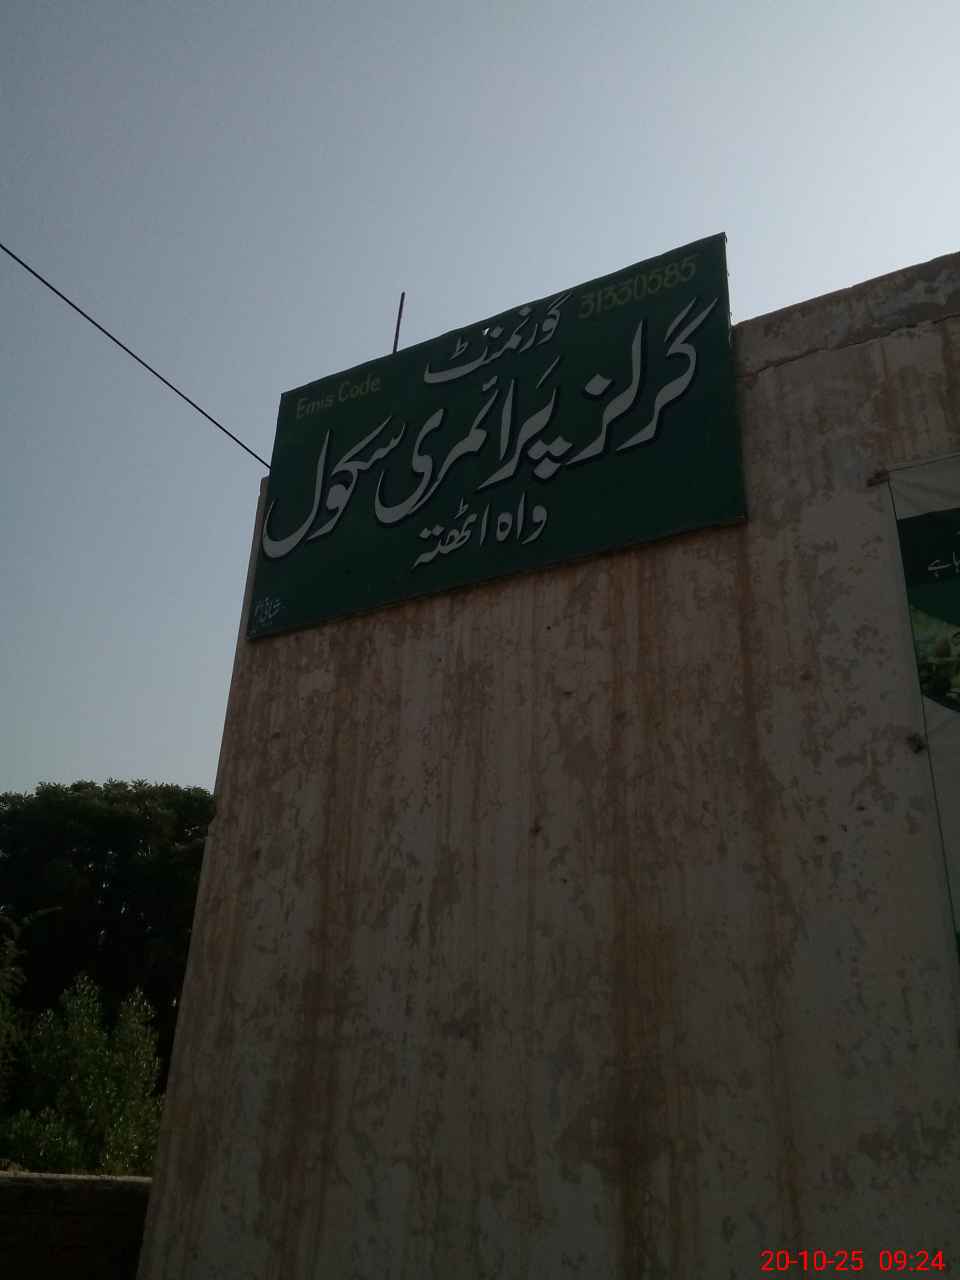 Emis Code 31330585
گورنمنٹ
گرلز پرائمری سکول
واہ اٹھتہ
20-10-25 09:24